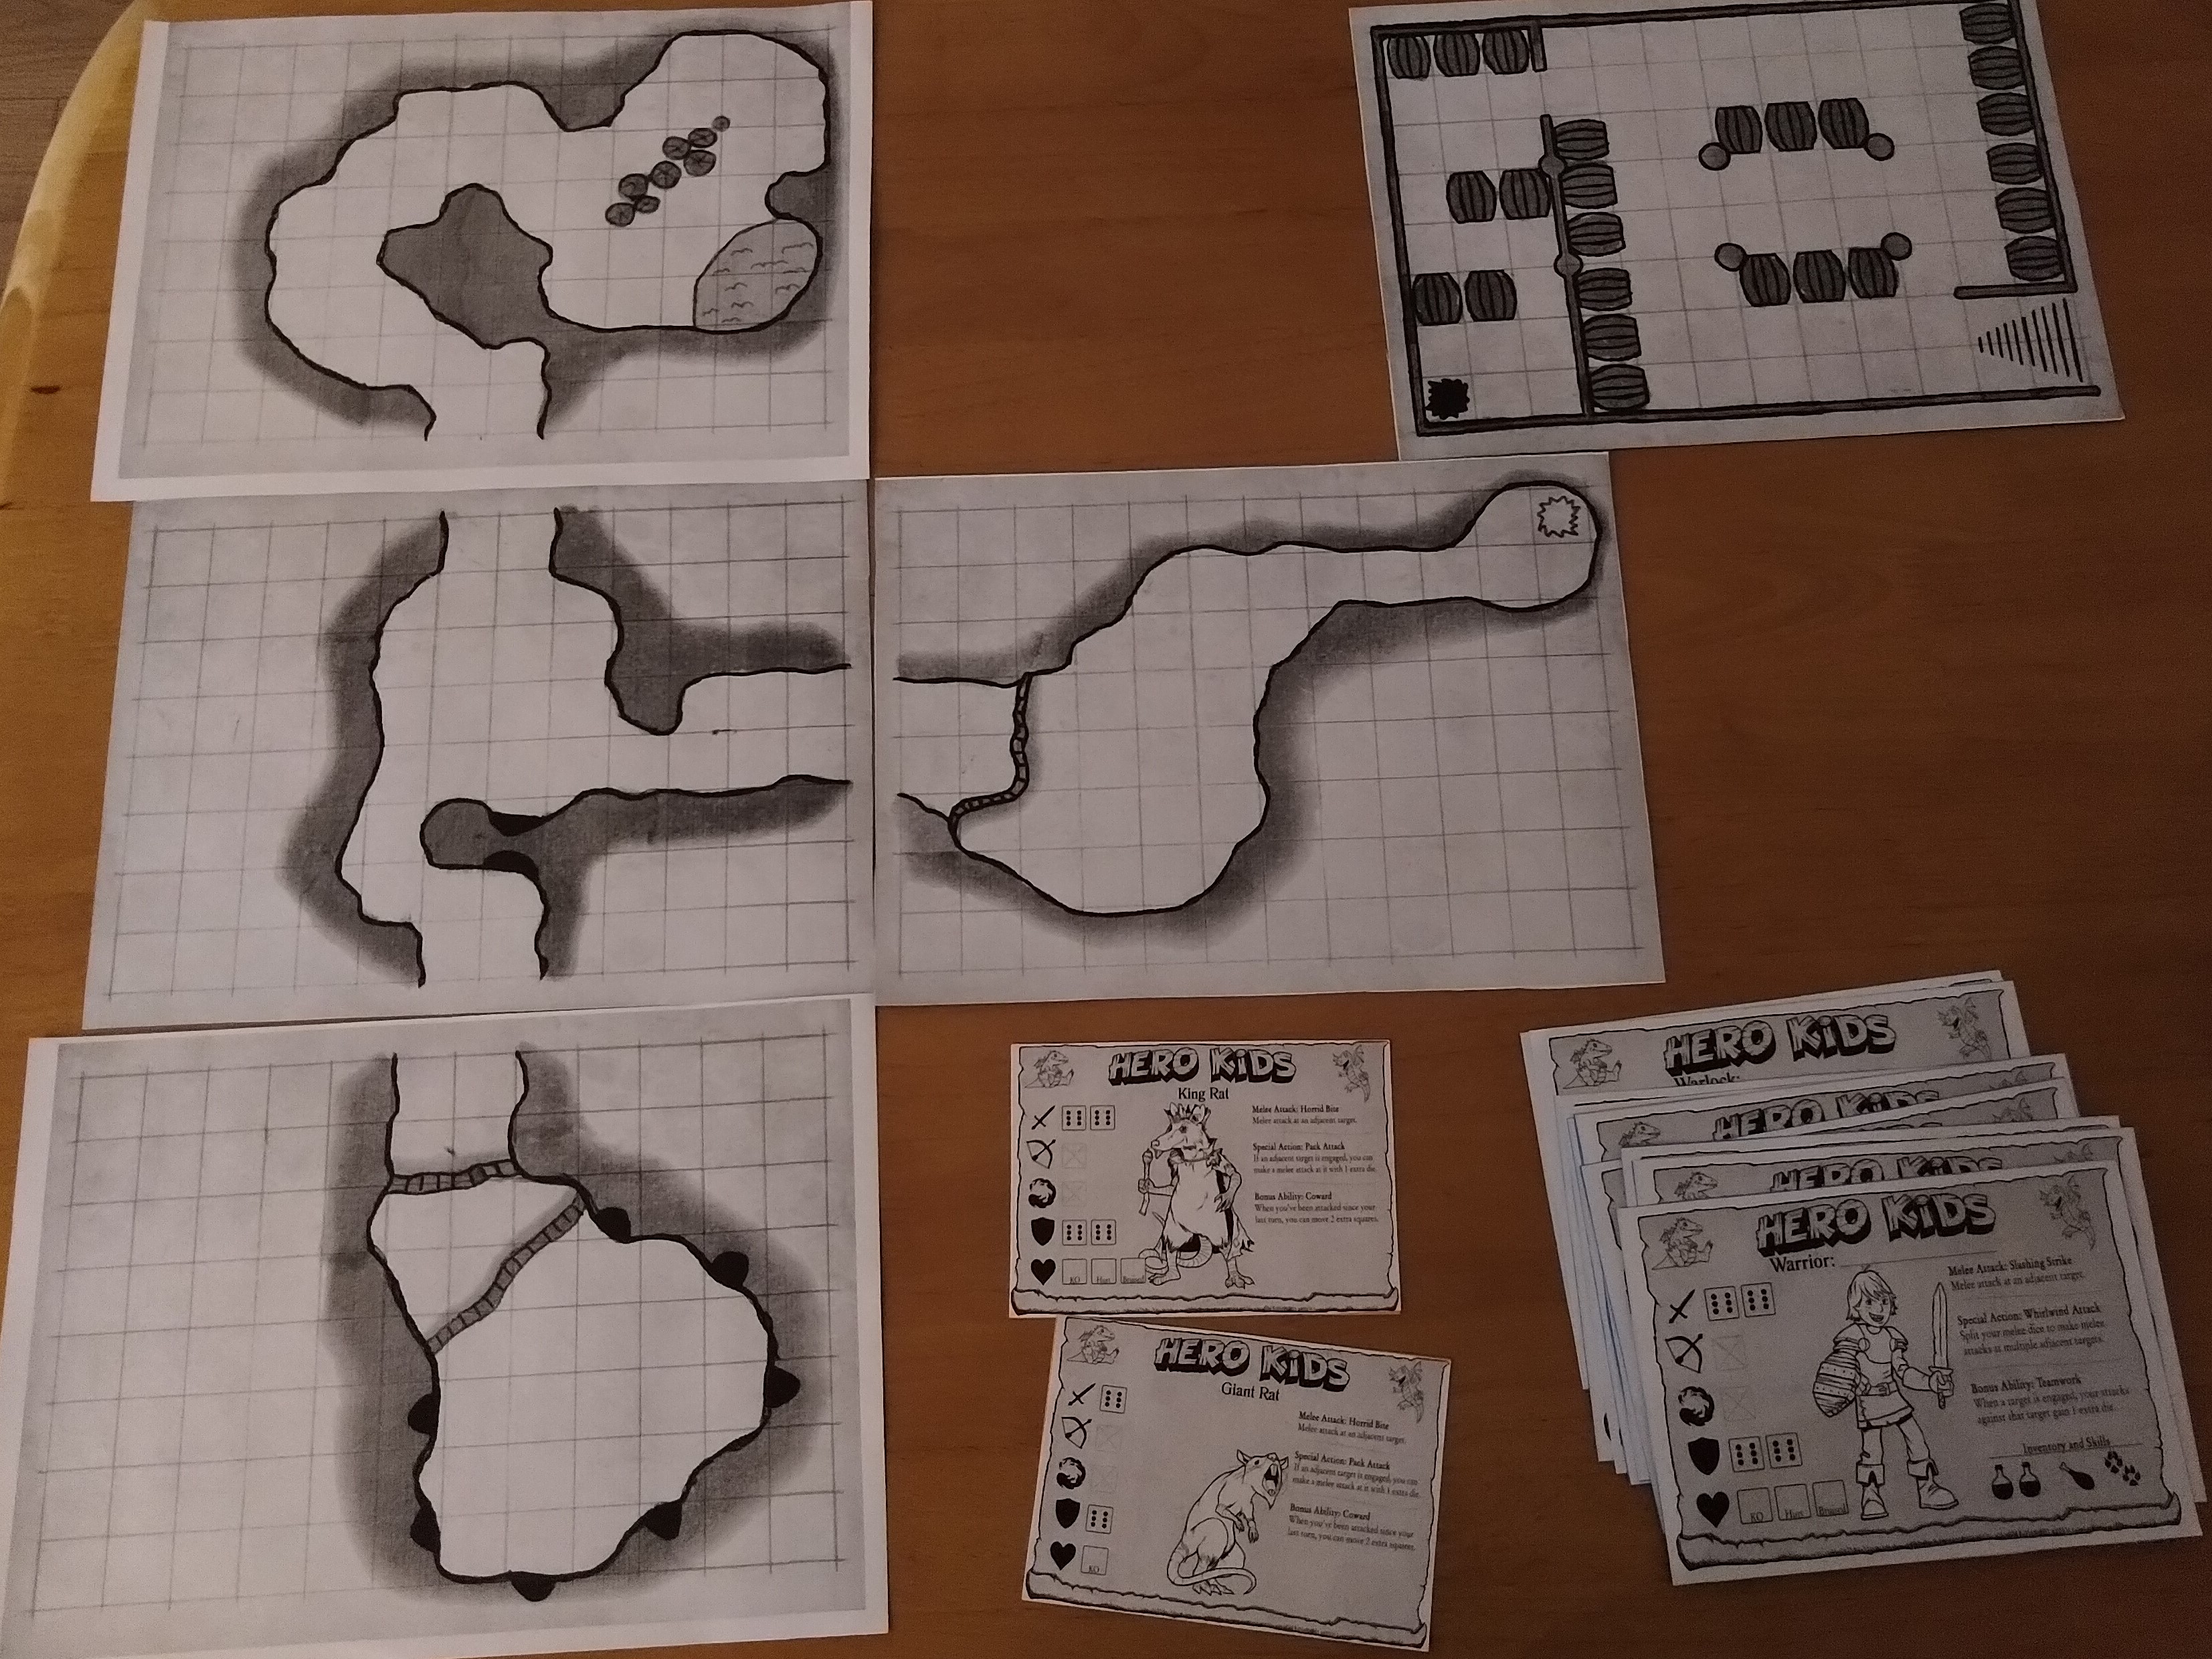 HERO KIDS
King Rat
Melee Attack: Horrid Bite
Melee attack at an adjacent target.
Special Action: Pack Attack
If an adjacent target is engaged, you can
make a melee attack at it with 1 extra die.
Bonus Ability: Coward
When you've been attacked since your
last turn, you can move 2 extra squares.
KO Hurt Bruised
HERO KIDS
Giant Rat
Melee Attack: Horrid Bite
Melee attack at an adjacent target.
Special Action: Pack Attack
If an adjacent target is engaged, you can
make a melee attack at it with 1 extra die.
Bonus Ability: Coward
When you've been attacked since your
last turn, you can move 2 extra squares.
KO
HERO KIDS
Warlock:
HERO KIDS
HERO KIDS
HERO KIDS
Warrior:
Melee Attack: Slashing Strike
Melee attack at an adjacent target.
Special Action: Whirlwind Attack
Split your melee dice to make melee
attacks at multiple adjacent targets.
Bonus Ability: Teamwork
When a target is engaged, your attacks
against that target gain 1 extra die.
Inventory and Skills
KO Hurt Bruised